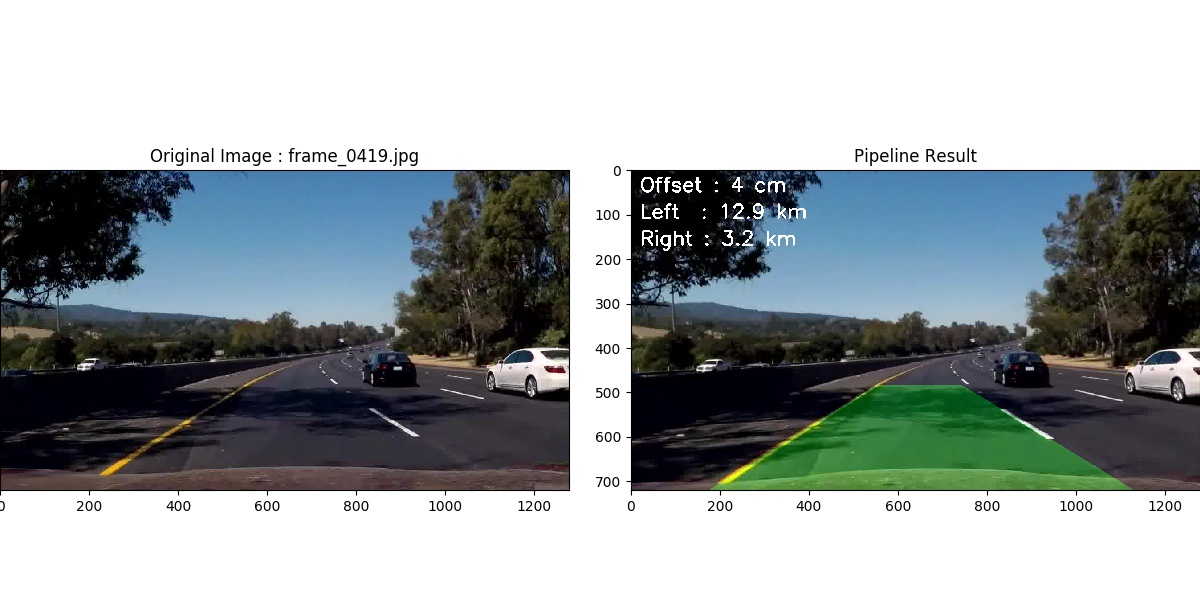 Original Image : frame_0419.jpg
Pipeline Result
Offset : 4 cm
Left : 12.9 km
Right : 3.2 km
0
100
200
300
400
500
600
700
0 200 400 600 800 1000 1200
0 200 400 600 800 1000 1200